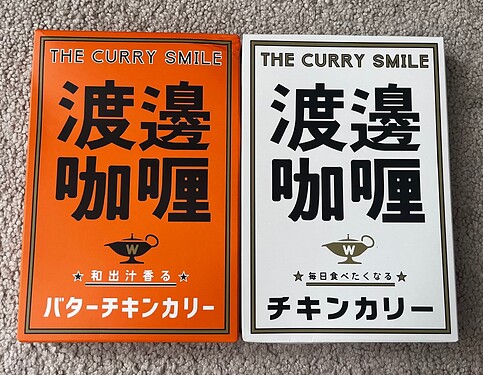 THE CURRY SMILE
渡邉
咖喱
W
★和出汁香る★
バターチキンカリー
THE CURRY SMILE
渡邉
咖喱
W
★毎日食べたくなる★
チキンカリー